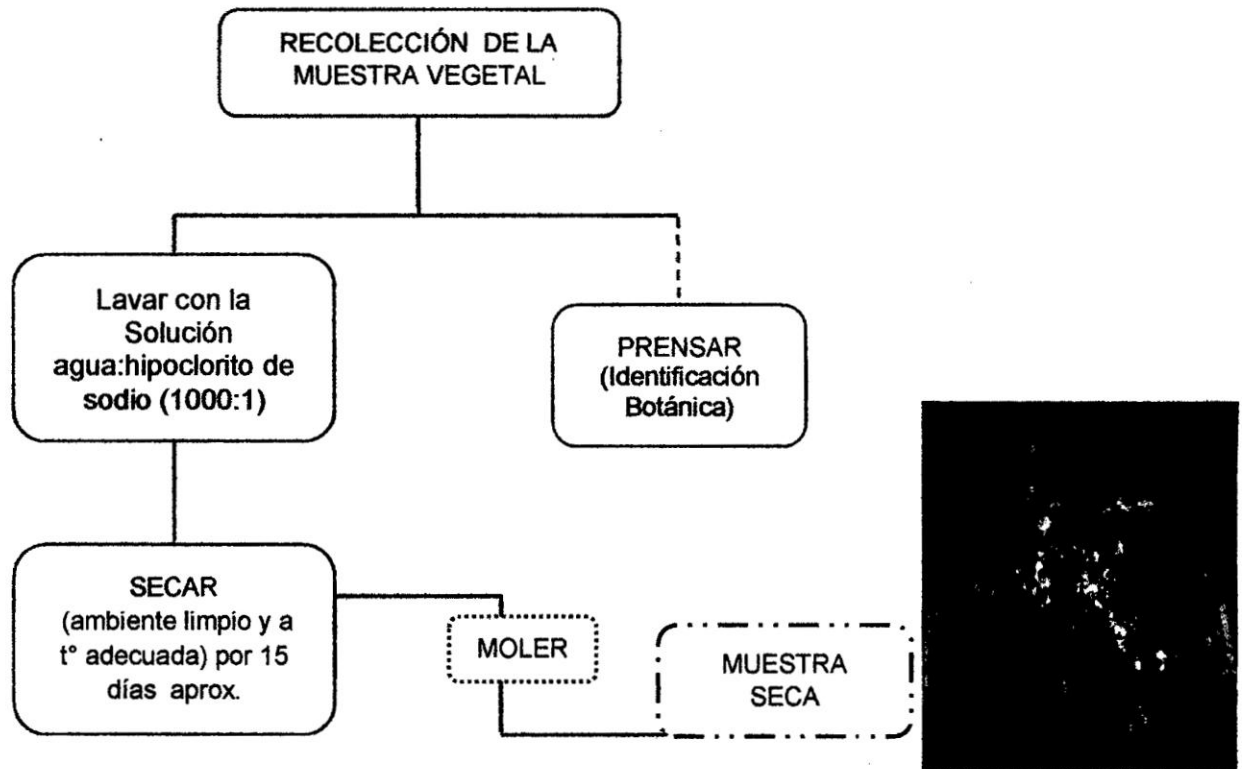 RECOLECCIÓN DE LA
MUESTRA VEGETAL
Lavar con la
Solución
agua:hipoclorito de
sodio (1000:1)
PRENSAR
(Identificación
Botánica)
SECAR
(ambiente limpio y a
t° adecuada) por 15
días aprox.
MOLER
MUESTRA
SECA